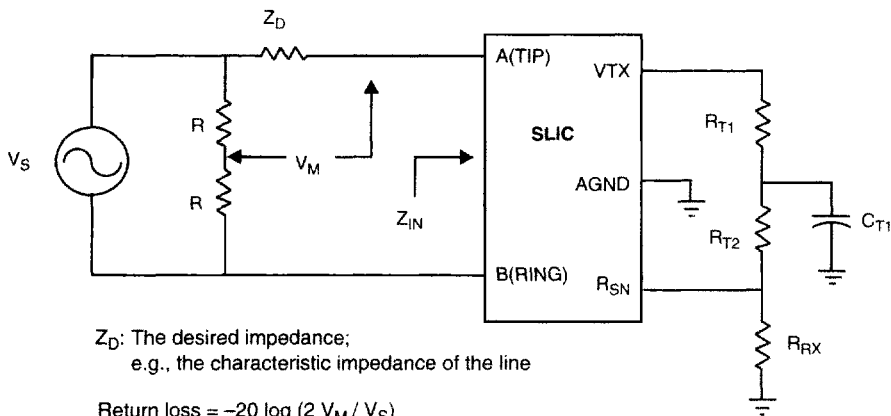 Z_D
A(TIP)
VTX
R_T1
R
SLIC
V_S
V_M
AGND
R
Z_IN
R_T2
C_T1
B(RING)
R_SN
R_RX
Z_D: The desired impedance;
e.g., the characteristic impedance of the line
Return loss = –20 log (2 V_M / V_S)